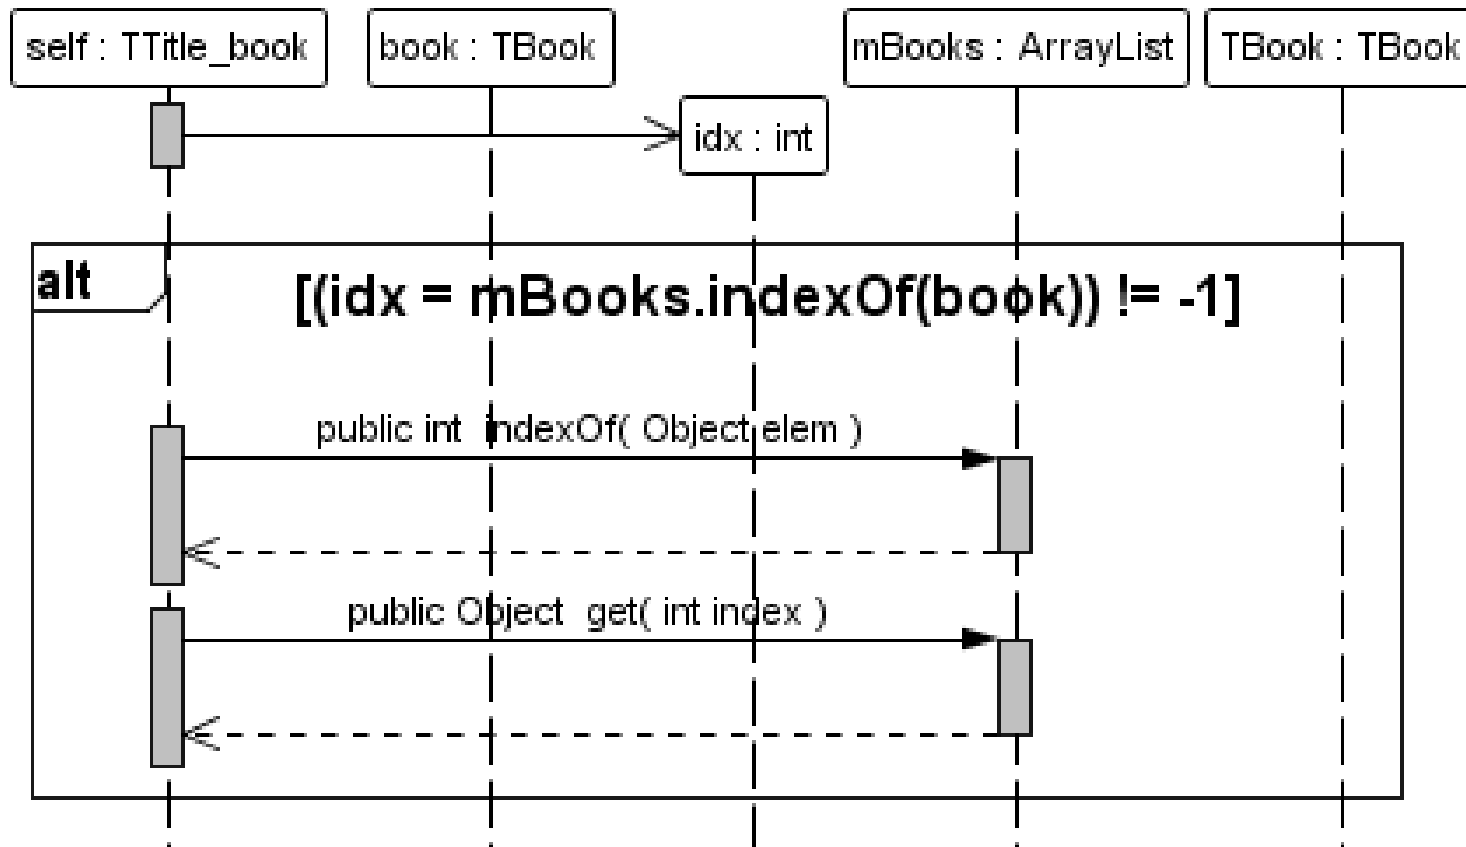 self : TTitle_book
book : TBook
mBooks : ArrayList
TBook : TBook
idx : int
alt
[(idx = mBooks.indexOf(book)) != -1]
public int indexOf( Object elem )
public Object get( int index )